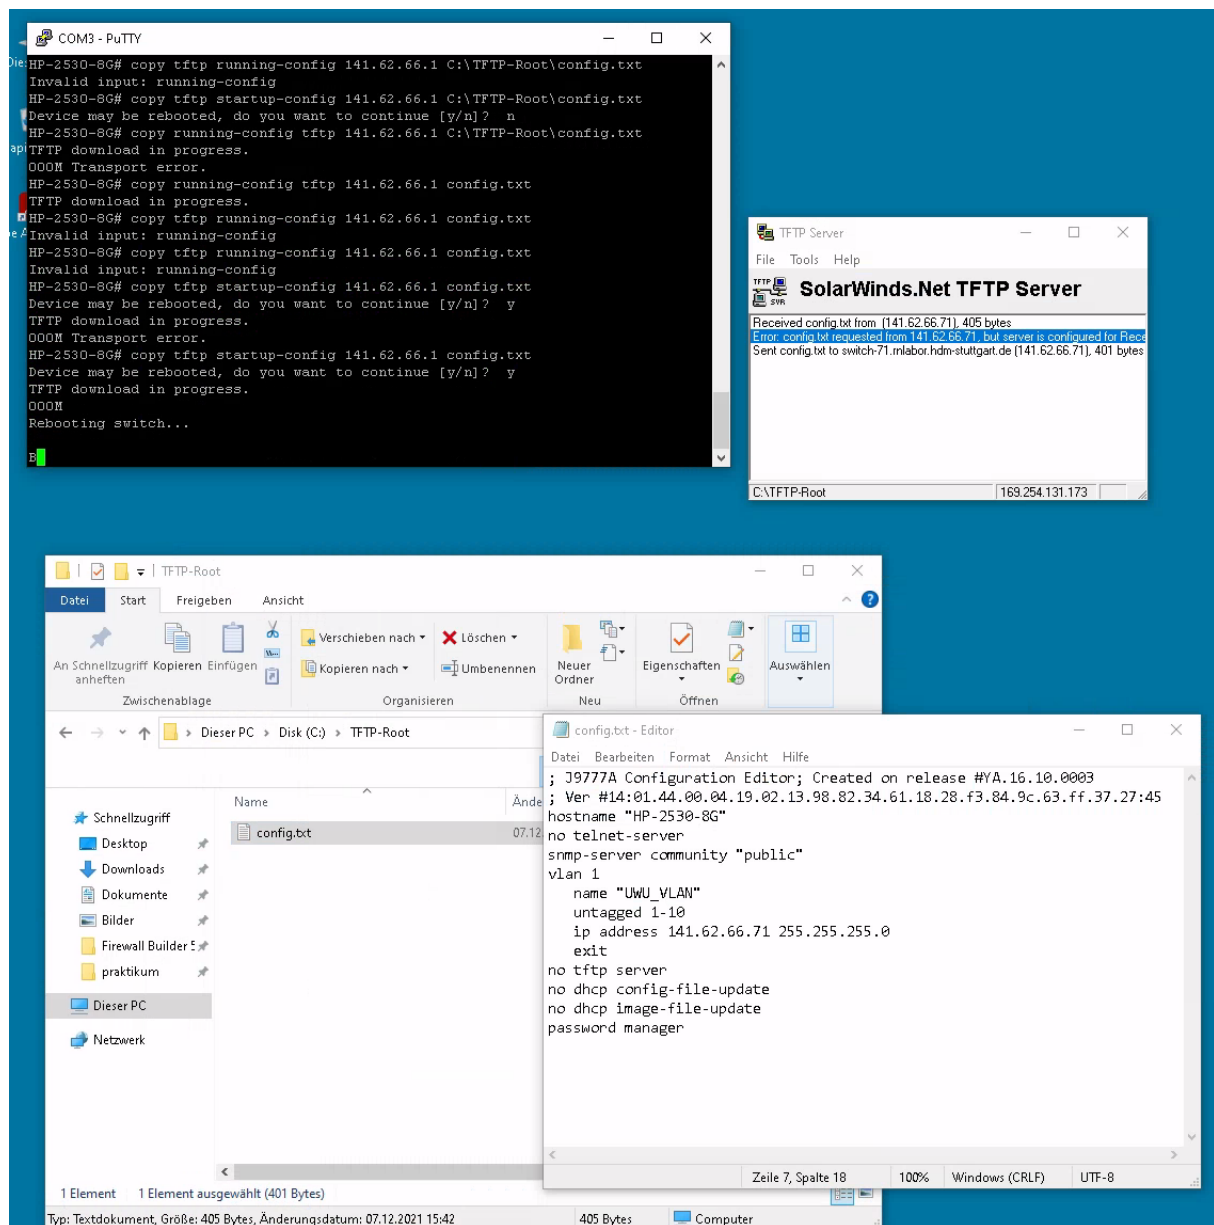 COM3 - PuTTY
HP-2530-8G# copy tftp running-config 141.62.66.1 C:\TFTP-Root\config.txt
Invalid input: running-config
HP-2530-8G# copy tftp startup-config 141.62.66.1 C:\TFTP-Root\config.txt
Device may be rebooted, do you want to continue [y/n]?  n
HP-2530-8G# copy running-config tftp 141.62.66.1 C:\TFTP-Root\config.txt
TFTP download in progress.
000M Transport error.
HP-2530-8G# copy running-config tftp 141.62.66.1 config.txt
TFTP download in progress.
HP-2530-8G# copy tftp running-config 141.62.66.1 config.txt
Invalid input: running-config
HP-2530-8G# copy tftp running-config 141.62.66.1 config.txt
Invalid input: running-config
HP-2530-8G# copy tftp startup-config 141.62.66.1 config.txt
Device may be rebooted, do you want to continue [y/n]?  y
TFTP download in progress.
000M Transport error.
HP-2530-8G# copy tftp startup-config 141.62.66.1 config.txt
Device may be rebooted, do you want to continue [y/n]?  y
TFTP download in progress.
000M
Rebooting switch...
B
TFTP Server
File Tools Help
TFTP SVR
SolarWinds.Net TFTP Server
Received config.txt from (141.62.66.71), 405 bytes
Error: config.txt requested from 141.62.66.71, but server is configured for Rece
Sent config.txt to switch-71.rnlabor.hdm-stuttgart.de (141.62.66.71), 401 bytes
C:\TFTP-Root 169.254.131.173
TFTP-Root
Datei Start Freigeben Ansicht
An Schnellzugriff anheften Kopieren Einfügen
Verschieben nach Löschen
Kopieren nach Umbenennen
Neuer Ordner
Eigenschaften
Auswählen
Zwischenablage Organisieren Neu Öffnen
Dieser PC > Disk (C:) > TFTP-Root
Name Ände
config.txt 07.12
Schnellzugriff
Desktop
Downloads
Dokumente
Bilder
Firewall Builder 5
praktikum
Dieser PC
Netzwerk
1 Element 1 Element ausgewählt (401 Bytes)
Typ: Textdokument, Größe: 405 Bytes, Änderungsdatum: 07.12.2021 15:42 405 Bytes Computer
config.txt - Editor
Datei Bearbeiten Format Ansicht Hilfe
; J9777A Configuration Editor; Created on release #YA.16.10.0003
; Ver #14:01.44.00.04.19.02.13.98.82.34.61.18.28.f3.84.9c.63.ff.37.27:45
hostname "HP-2530-8G"
no telnet-server
snmp-server community "public"
vlan 1
name "UWU_VLAN"
untagged 1-10
ip address 141.62.66.71 255.255.255.0
exit
no tftp server
no dhcp config-file-update
no dhcp image-file-update
password manager
Zeile 7, Spalte 18 100% Windows (CRLF) UTF-8